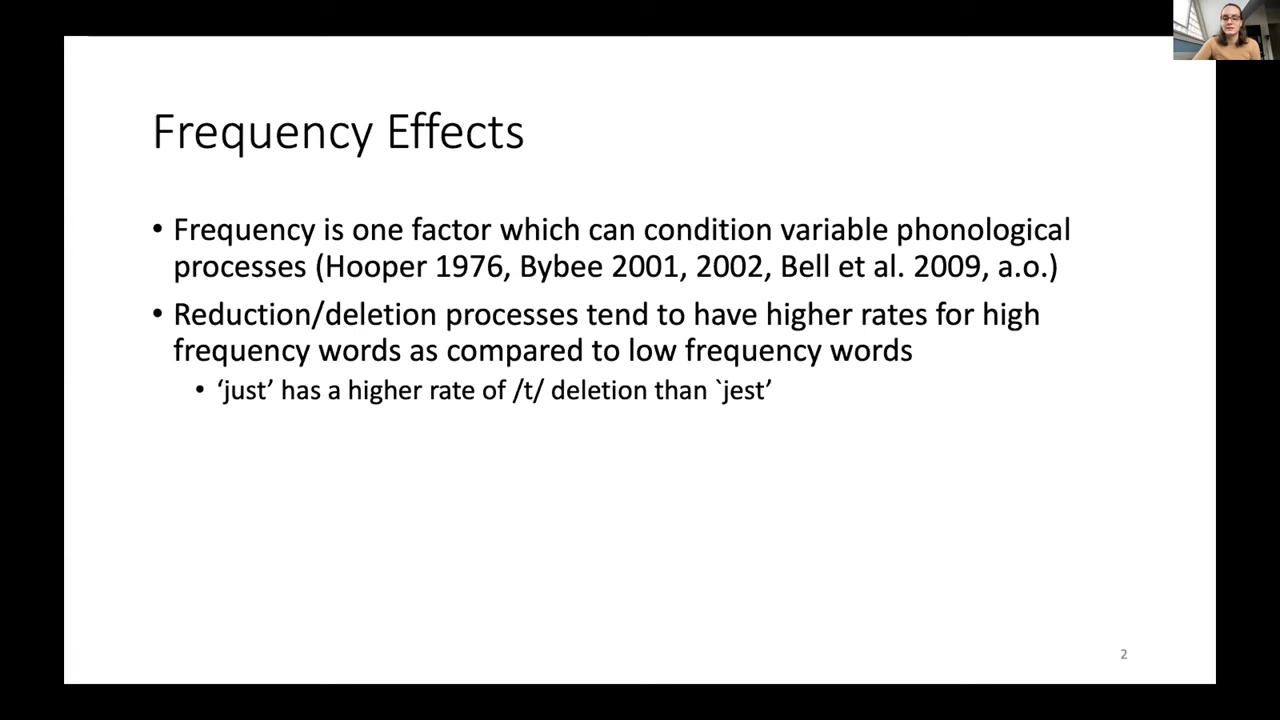 Frequency Effects
• Frequency is one factor which can condition variable phonological
processes (Hooper 1976, Bybee 2001, 2002, Bell et al. 2009, a.o.)
• Reduction/deletion processes tend to have higher rates for high
frequency words as compared to low frequency words
• ‘just’ has a higher rate of /t/ deletion than `jest’
2